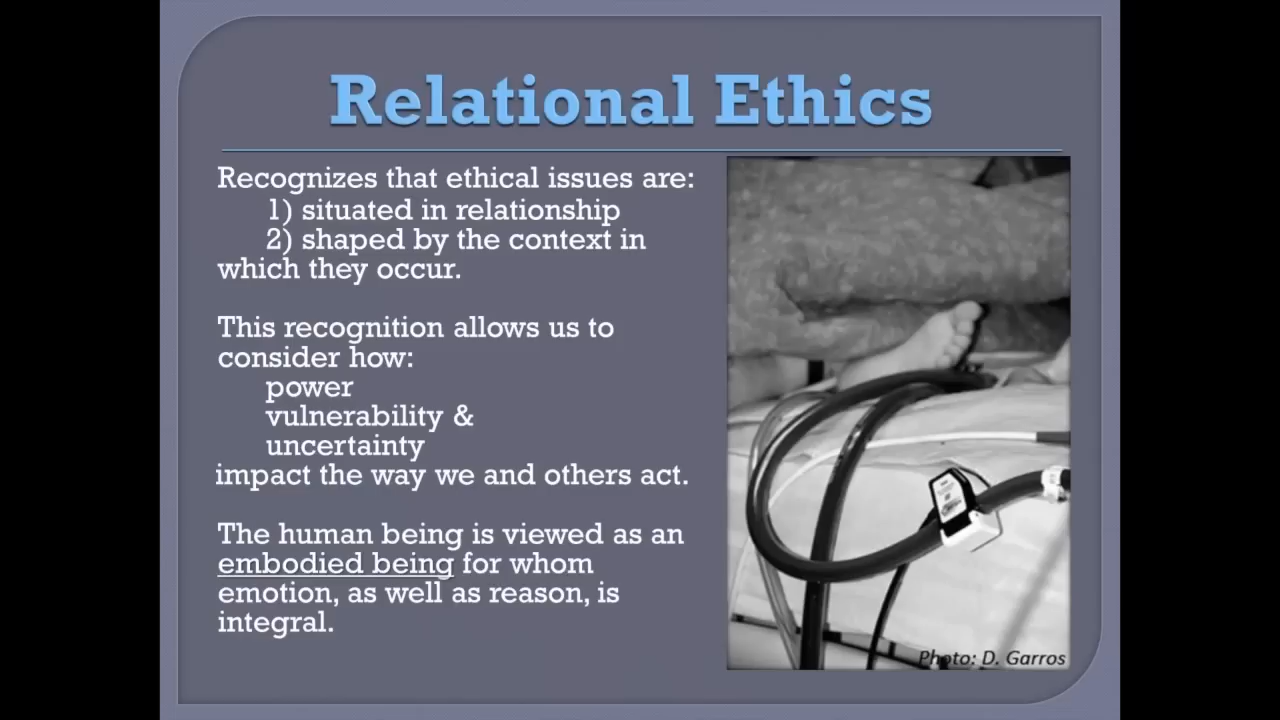 Relational Ethics
Recognizes that ethical issues are:
1) situated in relationship
2) shaped by the context in
which they occur.
This recognition allows us to
consider how:
power
vulnerability &
uncertainty
impact the way we and others act.
The human being is viewed as an
embodied being for whom
emotion, as well as reason, is
integral.
Photo: D. Garros